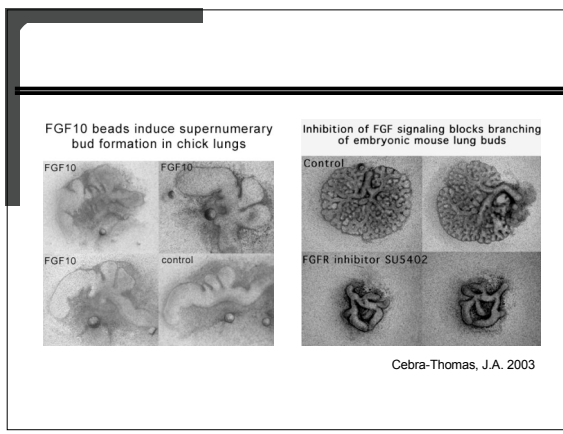 FGF10 beads induce supernumerary
bud formation in chick lungs
FGF10
FGF10
FGF10
control
Inhibition of FGF signaling blocks branching
of embryonic mouse lung buds
Control
FGFR inhibitor SU5402
Cebra-Thomas, J.A. 2003